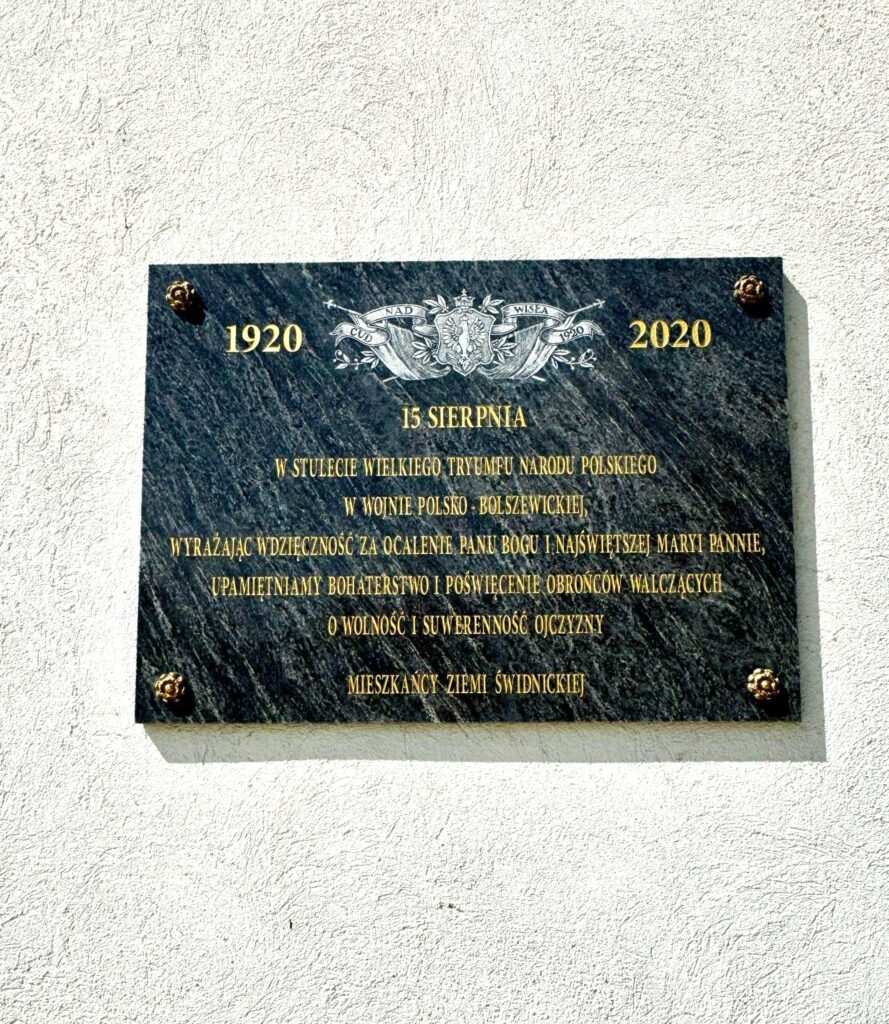 1920 CUD NAD WISŁĄ 1920 2020
15 SIERPNIA
W STULECIE WIELKIEGO TRYUMFU NARODU POLSKIEGO
W WOJNIE POLSKO - BOLSZEWICKIEJ,
WYRAŻAJĄC WDZIĘCZNOŚĆ ZA OCALENIE PANU BOGU I NAJŚWIĘTSZEJ MARYI PANNIE,
UPAMIĘTNIAMY BOHATERSTWO I POŚWIĘCENIE OBROŃCÓW WALCZĄCYCH
O WOLNOŚĆ I SUWERENNOŚĆ OJCZYZNY
MIESZKAŃCY ZIEMI ŚWIDNICKIEJ